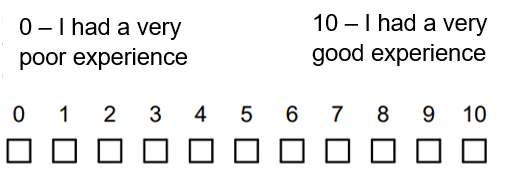 0 – I had a very
poor experience
10 – I had a very
good experience
0 1 2 3 4 5 6 7 8 9 10